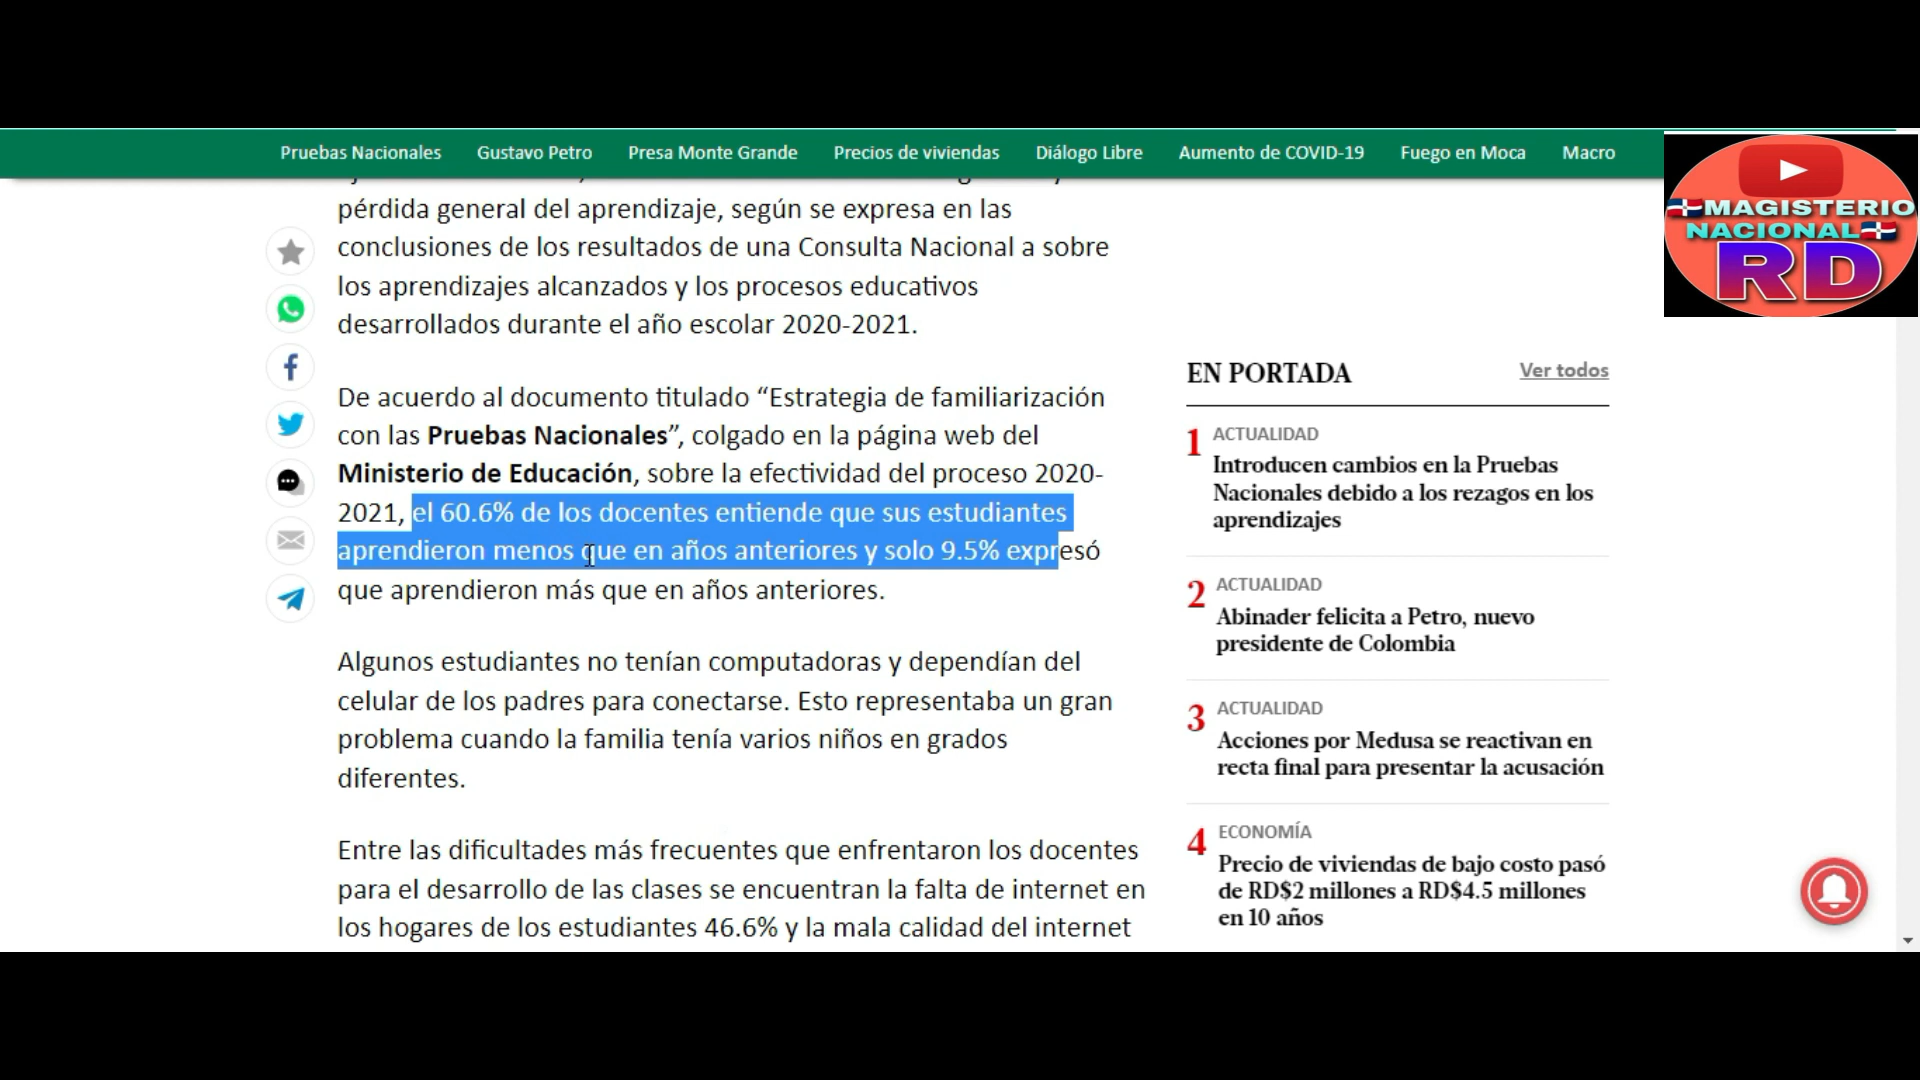 Pruebas Nacionales Gustavo Petro Presa Monte Grande Precios de viviendas Diálogo Libre Aumento de COVID-19 Fuego en Moca Macro
MAGISTERIO
NACIONAL
RD
pérdida general del aprendizaje, según se expresa en las
conclusiones de los resultados de una Consulta Nacional a sobre
los aprendizajes alcanzados y los procesos educativos
desarrollados durante el año escolar 2020-2021.
De acuerdo al documento titulado “Estrategia de familiarización
con las Pruebas Nacionales”, colgado en la página web del
Ministerio de Educación, sobre la efectividad del proceso 2020-
2021, el 60.6% de los docentes entiende que sus estudiantes
aprendieron menos que en años anteriores y solo 9.5% expresó
que aprendieron más que en años anteriores.
Algunos estudiantes no tenían computadoras y dependían del
celular de los padres para conectarse. Esto representaba un gran
problema cuando la familia tenía varios niños en grados
diferentes.
Entre las dificultades más frecuentes que enfrentaron los docentes
para el desarrollo de las clases se encuentran la falta de internet en
los hogares de los estudiantes 46.6% y la mala calidad del internet
EN PORTADA Ver todos
1 ACTUALIDAD
Introducen cambios en la Pruebas
Nacionales debido a los rezagos en los
aprendizajes
2 ACTUALIDAD
Abinader felicita a Petro, nuevo
presidente de Colombia
3 ACTUALIDAD
Acciones por Medusa se reactivan en
recta final para presentar la acusación
4 ECONOMÍA
Precio de viviendas de bajo costo pasó
de RD$2 millones a RD$4.5 millones
en 10 años